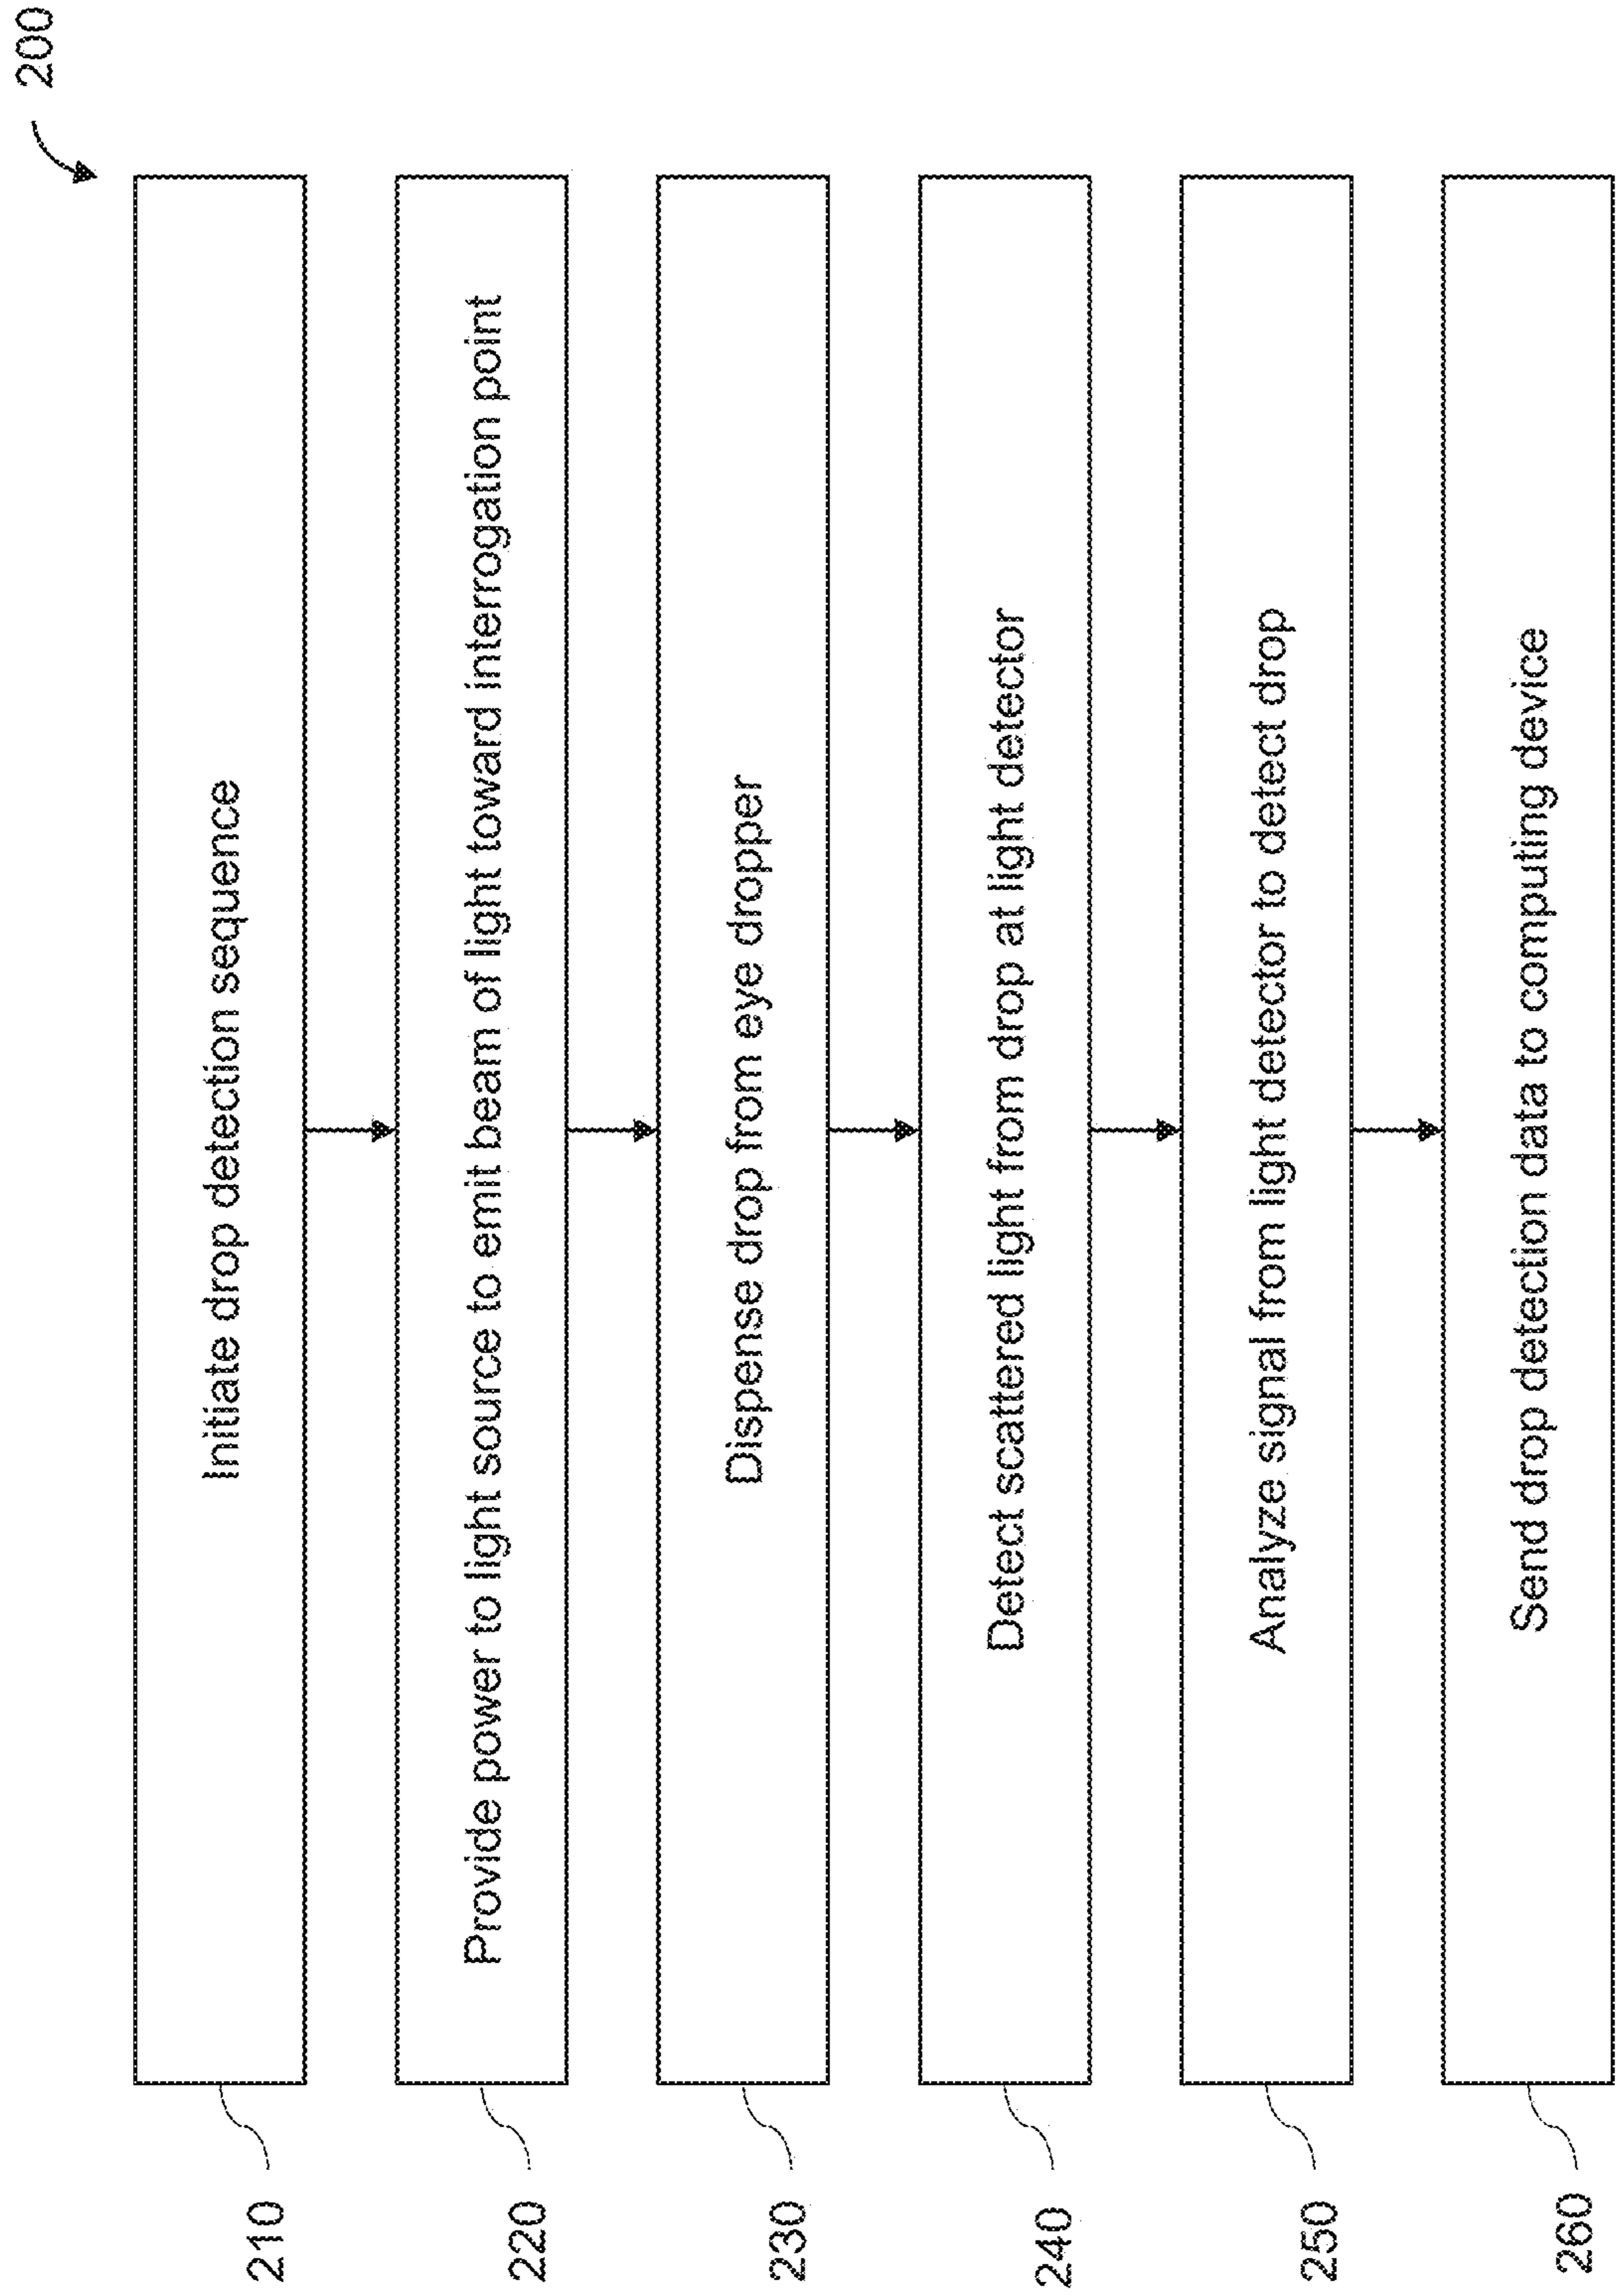 200
210
Initiate drop detection sequence
220
Provide power to light source to emit beam of light toward interrogation point
230
Dispense drop from eye dropper
240
Detect scattered light from drop at light detector
250
Analyze signal from light detector to detect drop
260
Send drop detection data to computing device